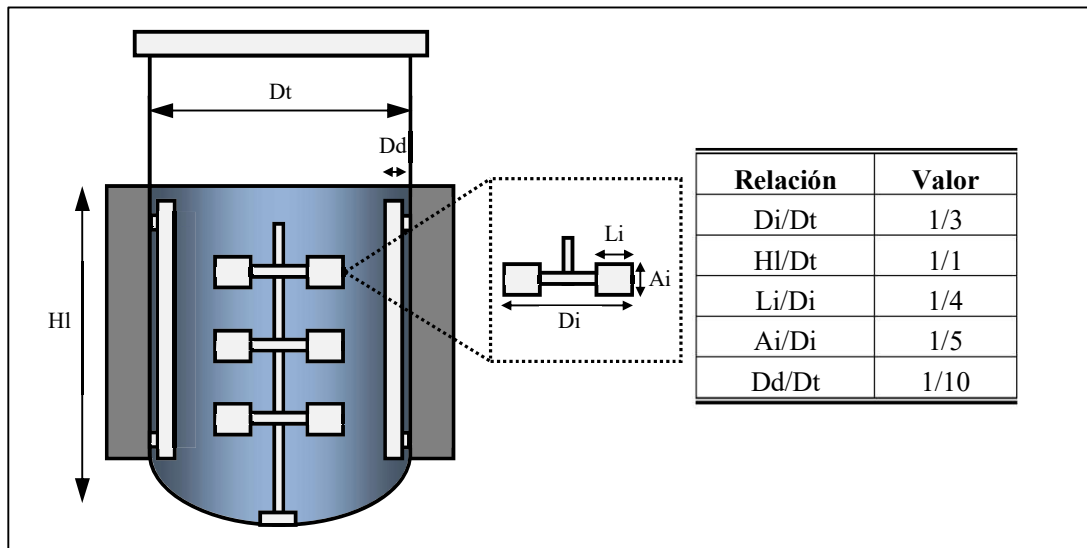 Dt
Dd
Hl
Li
Ai
Di
Relación Valor
Di/Dt 1/3
Hl/Dt 1/1
Li/Di 1/4
Ai/Di 1/5
Dd/Dt 1/10